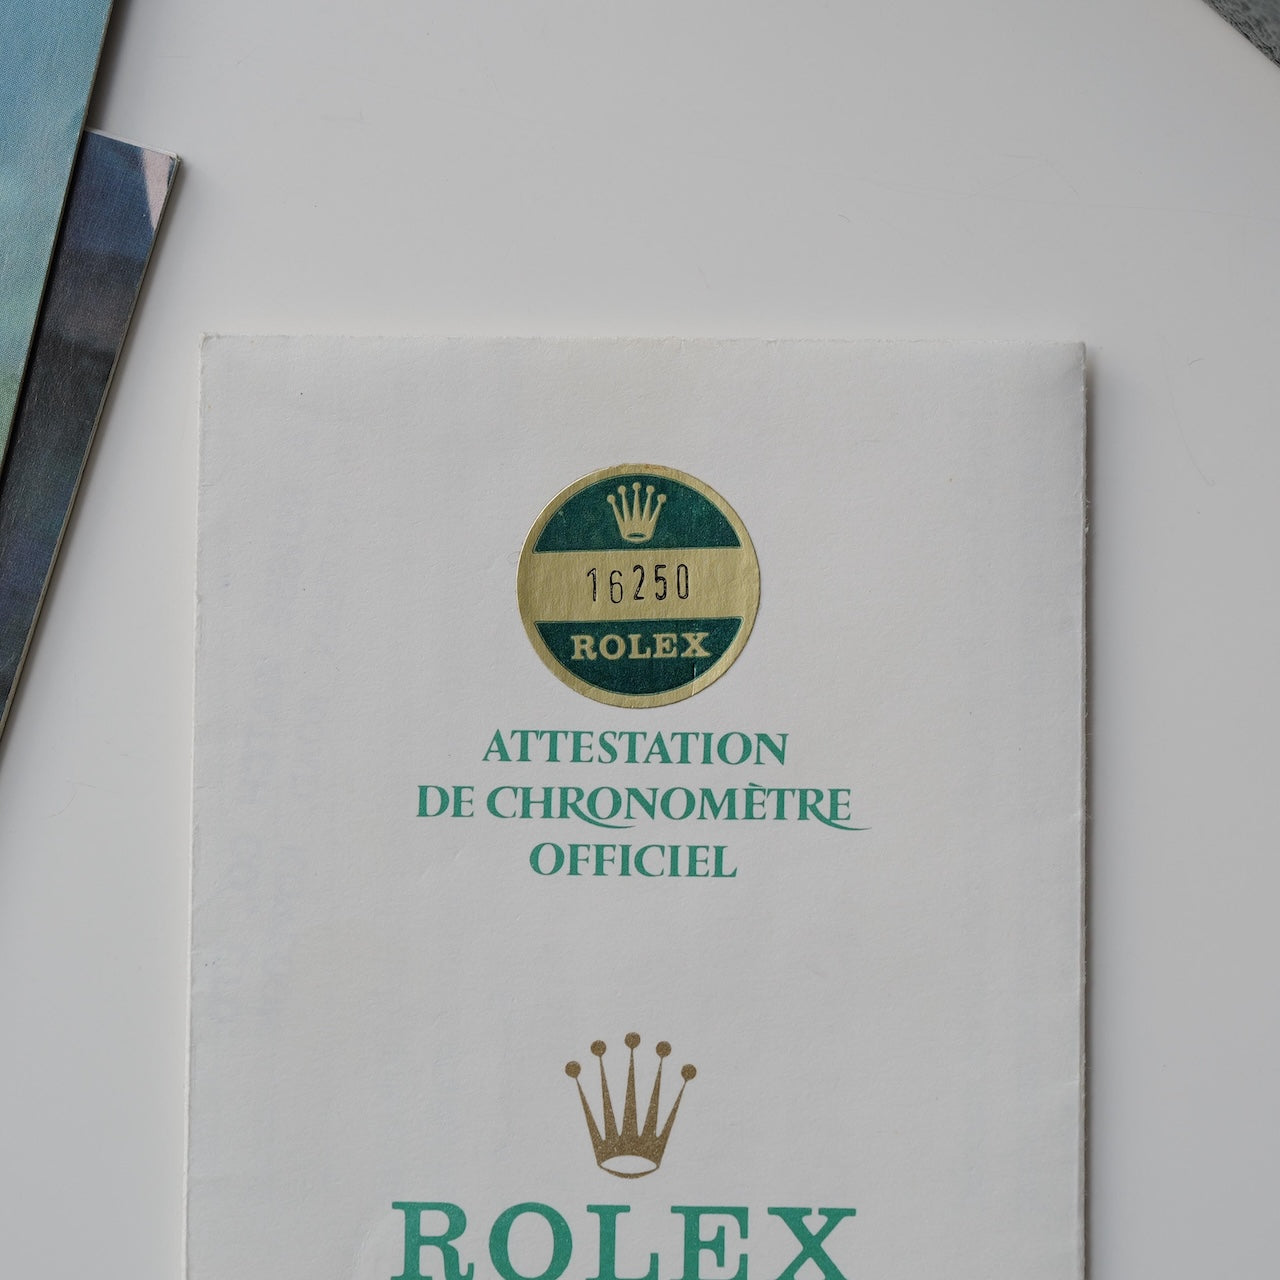 16250
ROLEX
ATTESTATION
DE CHRONOMÈTRE
OFFICIEL
ROLEX